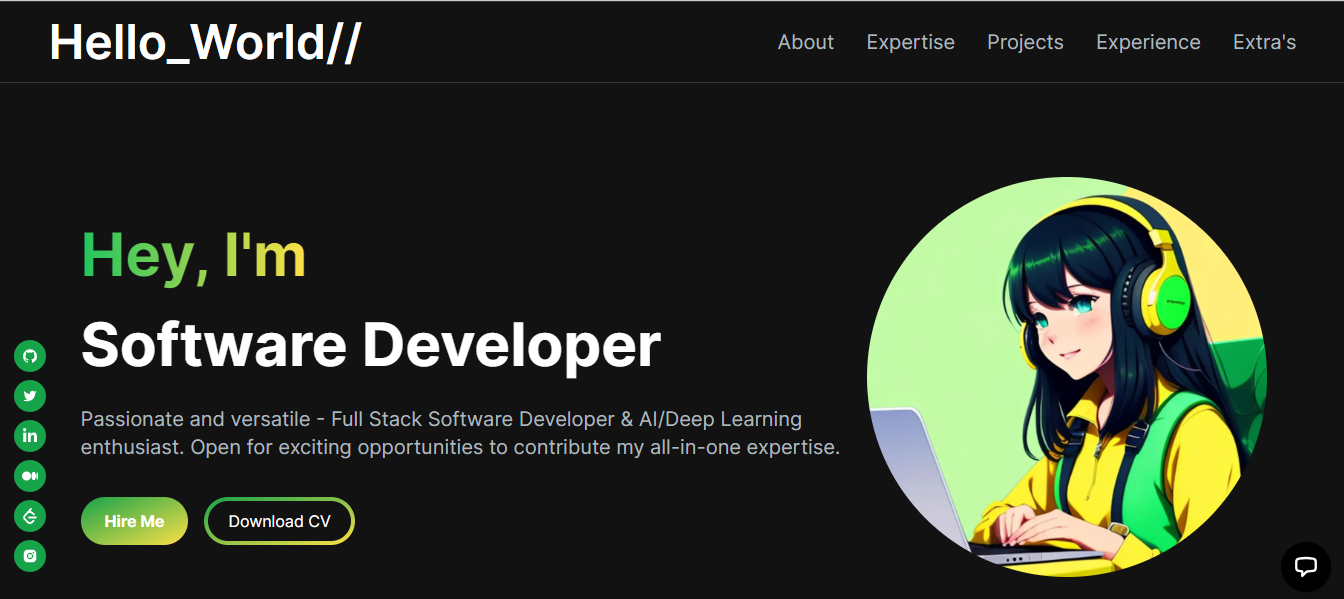 Hello_World//
About Expertise Projects Experience Extra's
Hey, I'm
Software Developer
Passionate and versatile - Full Stack Software Developer & AI/Deep Learning
enthusiast. Open for exciting opportunities to contribute my all-in-one expertise.
Hire Me Download CV